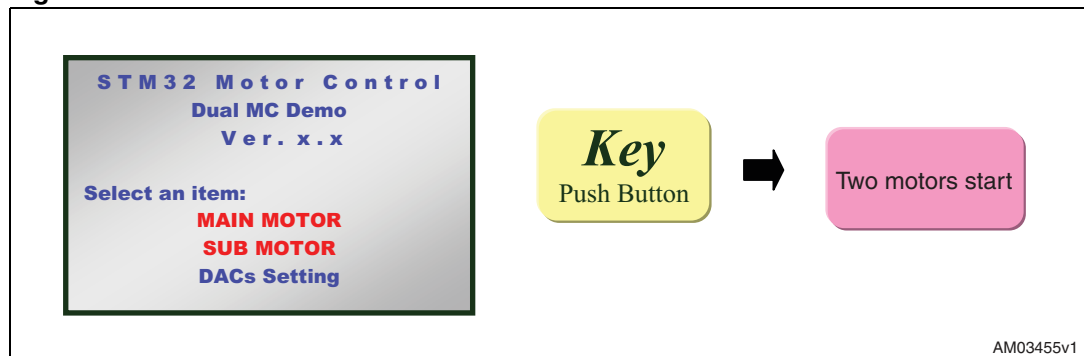 STM32 Motor Control
Dual MC Demo
Ver. x.x
Select an item:
MAIN MOTOR
SUB MOTOR
DACs Setting
Key
Push Button
Two motors start
AM03455v1